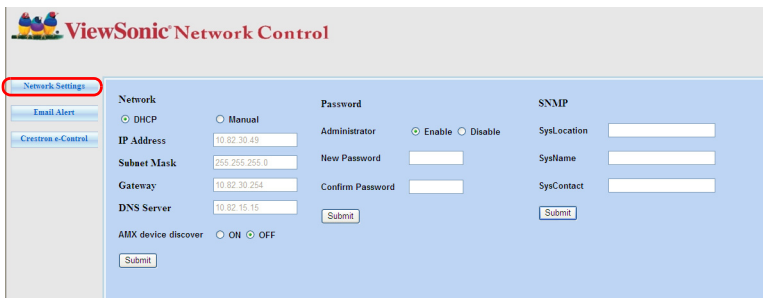 ViewSonic® Network Control
Network Settings
Email Alert
Crestron e-Control
Network
DHCP Manual
IP Address 10.82.30.49
Subnet Mask 255.255.255.0
Gateway 10.82.30.254
DNS Server 10.82.15.15
AMX device discover ON OFF
Submit
Password
Administrator Enable Disable
New Password
Confirm Password
Submit
SNMP
SysLocation
SysName
SysContact
Submit